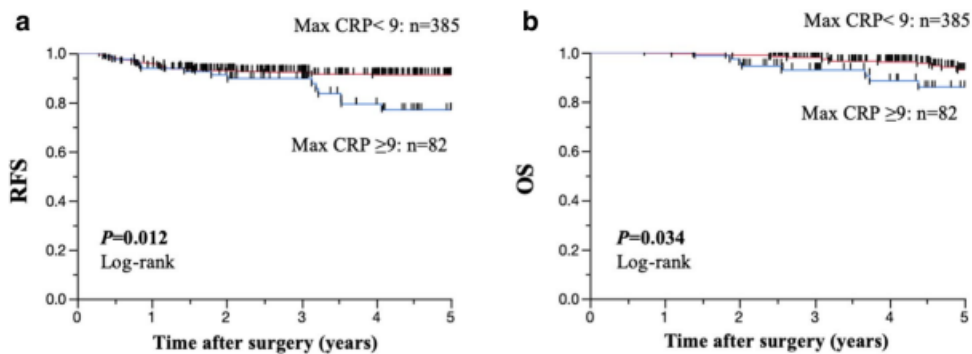 a
Max CRP< 9: n=385
1.0
0.8
0.6
0.4
0.2
0.0
RFS
Max CRP ≥9: n=82
P=0.012
Log-rank
0 1 2 3 4 5
Time after surgery (years)
b
Max CRP< 9: n=385
1.0
0.8
0.6
0.4
0.2
0.0
OS
Max CRP ≥9: n=82
P=0.034
Log-rank
0 1 2 3 4 5
Time after surgery (years)